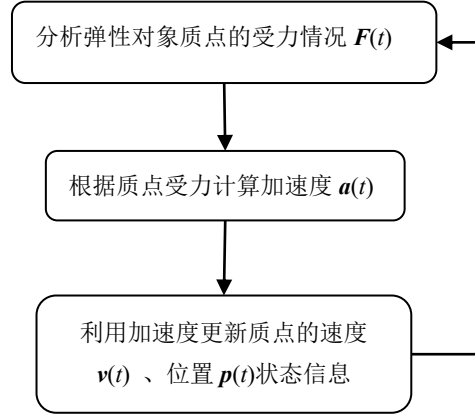 分析弹性对象质点的受力情况 F(t)
根据质点受力计算加速度 a(t)
利用加速度更新质点的速度
v(t) 、位置 p(t)状态信息